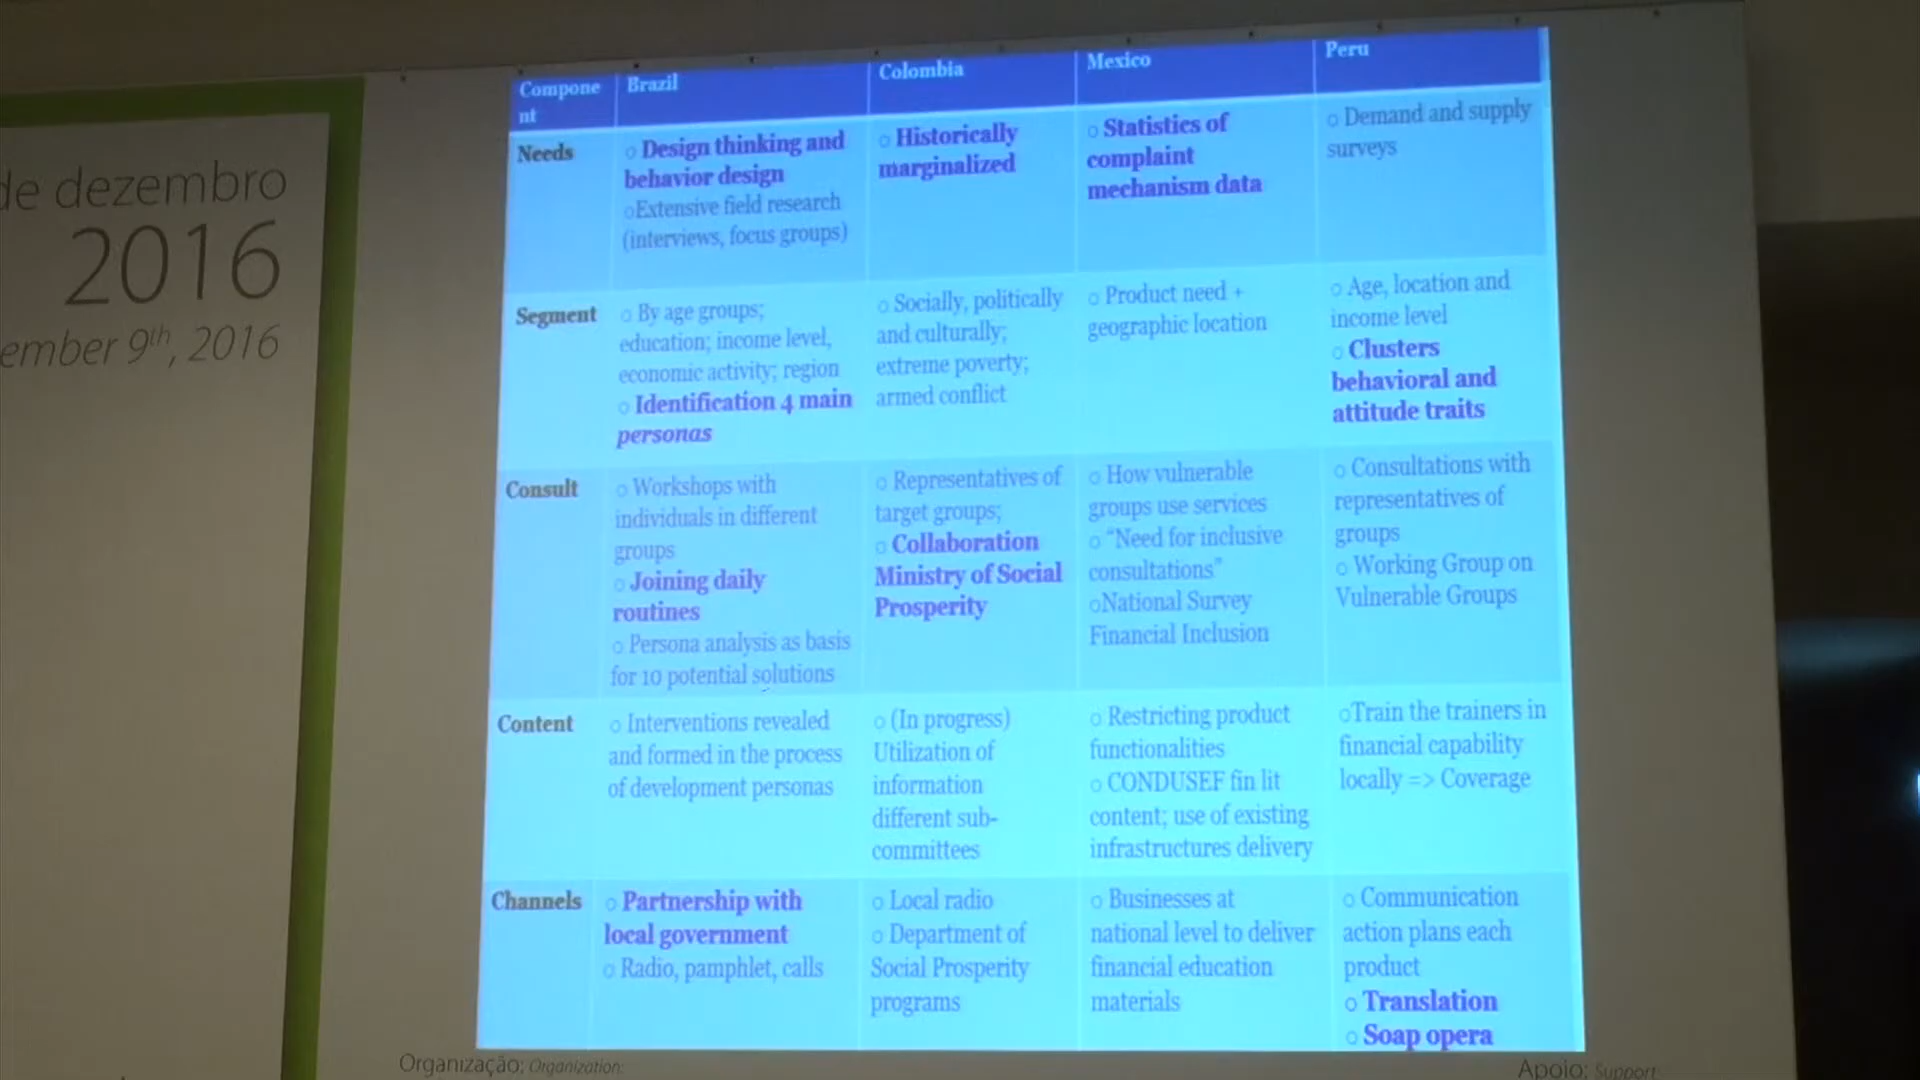 de dezembro
2016
ember 9th, 2016
Compone
nt
Brazil
Colombia
Mexico
Peru
Needs
○ Design thinking and
behavior design
○Extensive field research
(interviews, focus groups)
○ Historically
marginalized
○ Statistics of
complaint
mechanism data
○ Demand and supply
surveys
Segment
○ By age groups;
education; income level,
economic activity; region
○ Identification 4 main
personas
○ Socially, politically
and culturally;
extreme poverty;
armed conflict
○ Product need +
geographic location
○ Age, location and
income level
○ Clusters
behavioral and
attitude traits
Consult
○ Workshops with
individuals in different
groups
○ Joining daily
routines
○ Persona analysis as basis
for 10 potential solutions
○ Representatives of
target groups;
○ Collaboration
Ministry of Social
Prosperity
○ How vulnerable
groups use services
○ "Need for inclusive
consultations"
○National Survey
Financial Inclusion
○ Consultations with
representatives of
groups
○ Working Group on
Vulnerable Groups
Content
○ Interventions revealed
and formed in the process
of development personas
○ (In progress)
Utilization of
information
different sub-
committees
○ Restricting product
functionalities
○ CONDUSEF fin lit
content; use of existing
infrastructures delivery
○Train the trainers in
financial capability
locally => Coverage
Channels
○ Partnership with
local government
○ Radio, pamphlet, calls
○ Local radio
○ Department of
Social Prosperity
programs
○ Businesses at
national level to deliver
financial education
materials
○ Communication
action plans each
product
○ Translation
○ Soap opera
Organização: Organization:
Apoio: Support: